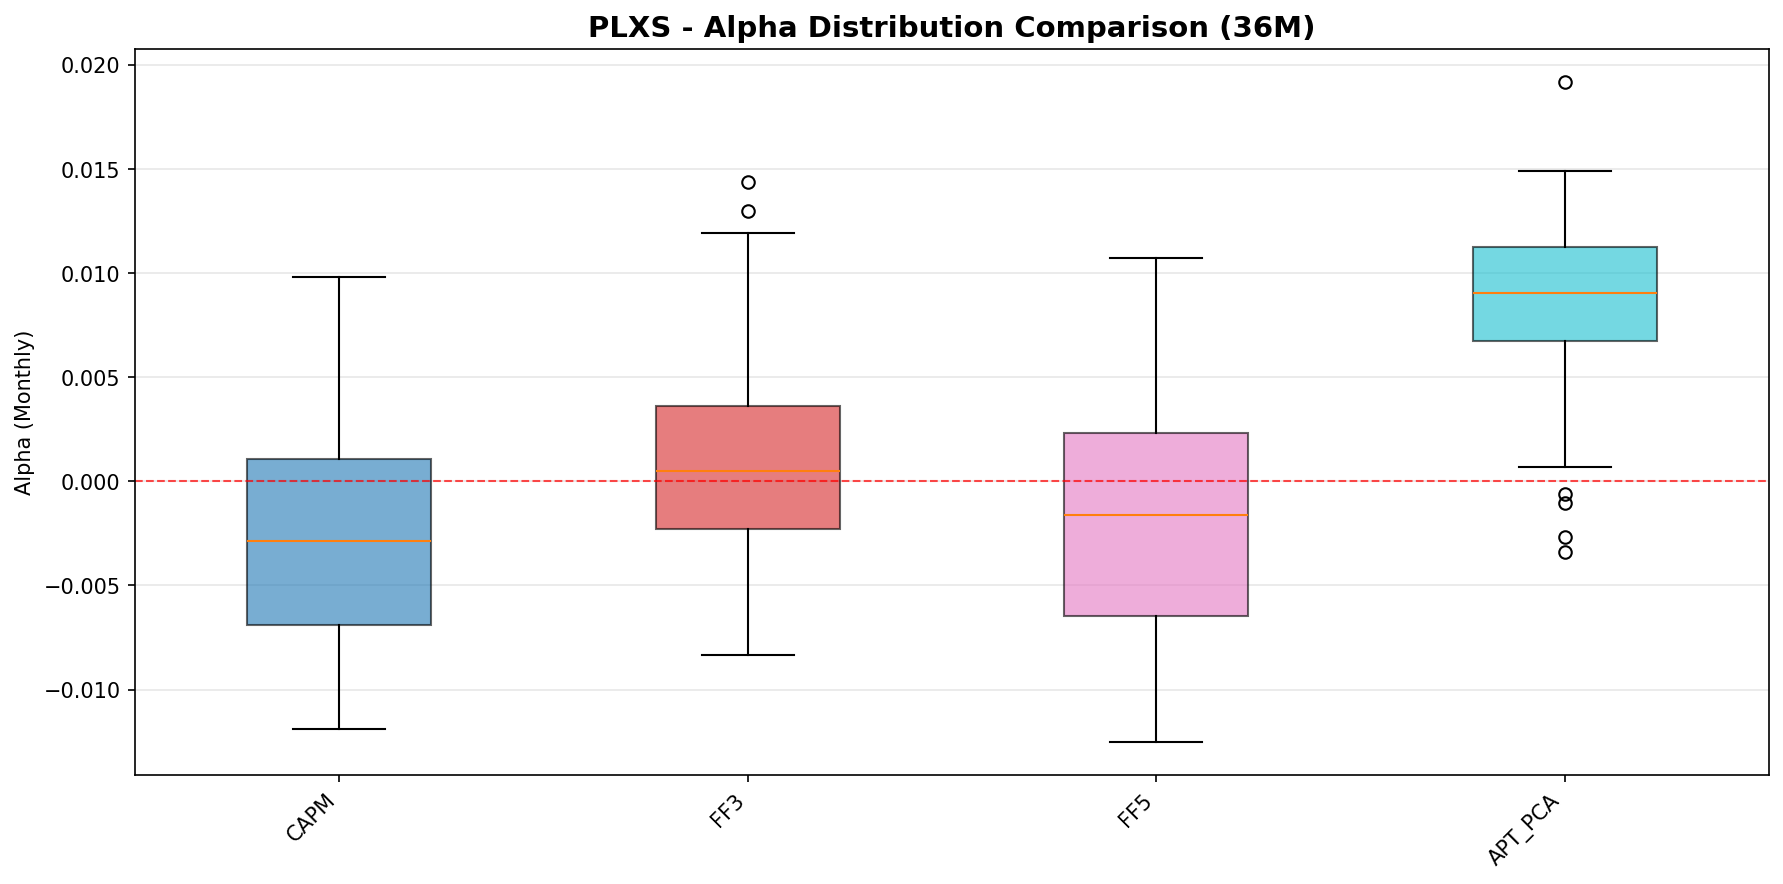 PLXS - Alpha Distribution Comparison (36M)
Alpha (Monthly)
0.020
0.015
0.010
0.005
0.000
−0.005
−0.010
CAPM
FF3
FF5
APT_PCA